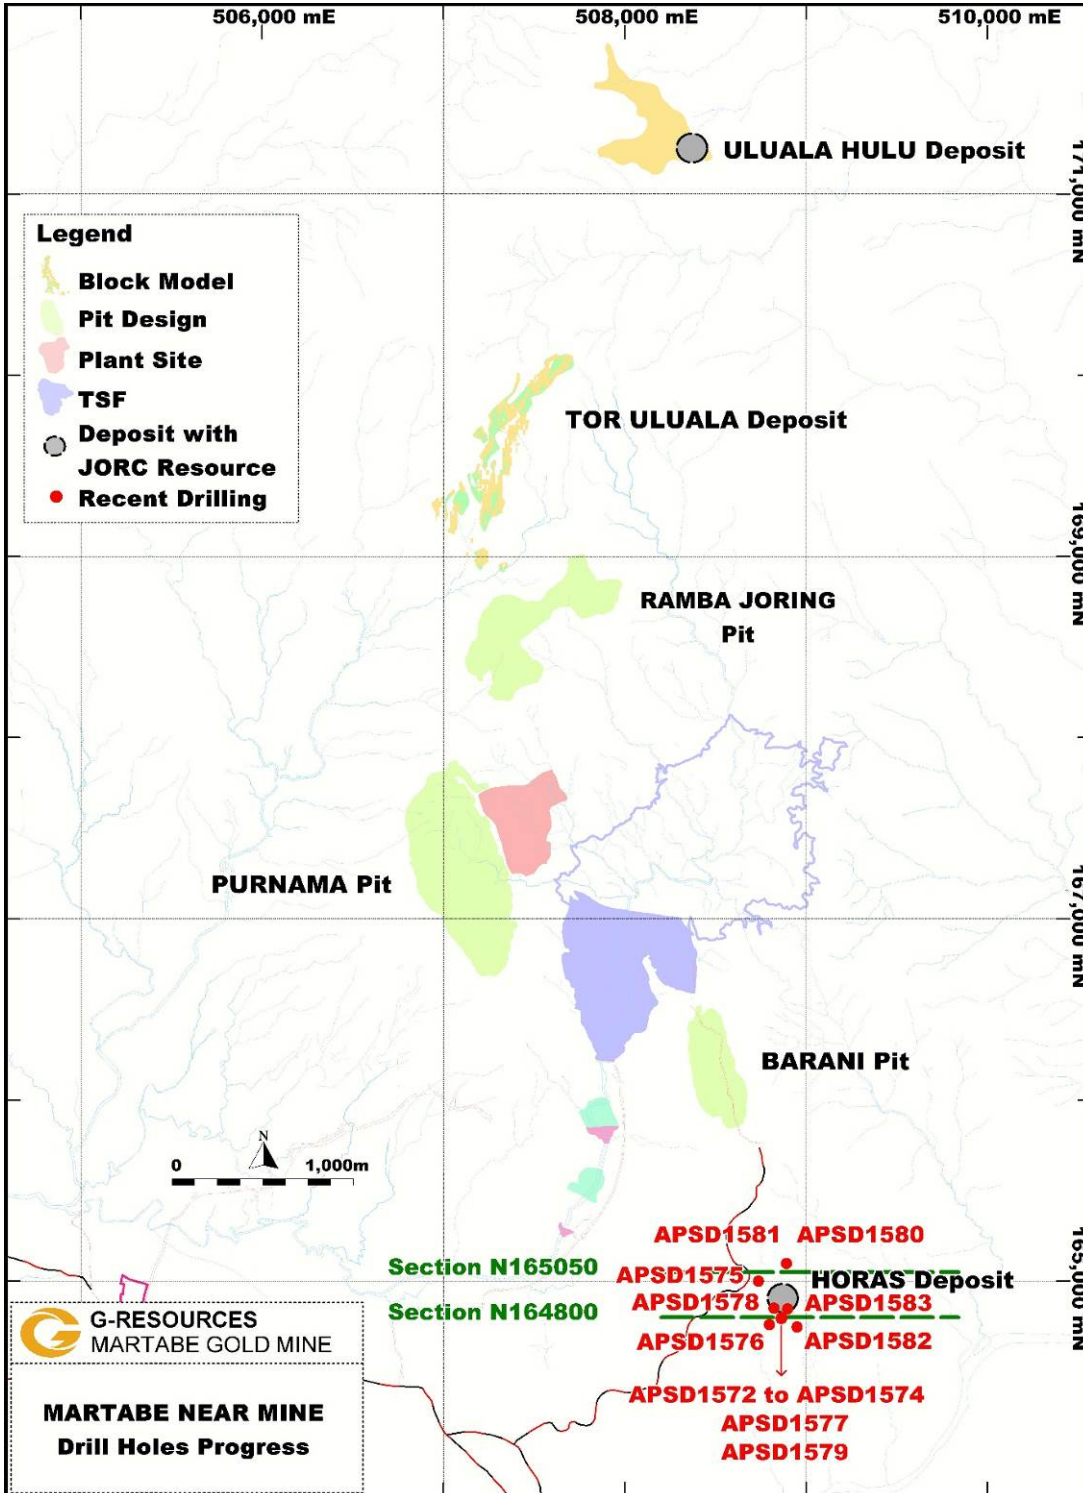 506,000 mE
508,000 mE
510,000 mE
ULUALA HULU Deposit
171,000 mN
Legend
Block Model
Pit Design
Plant Site
TSF
Deposit with
JORC Resource
Recent Drilling
TOR ULUALA Deposit
169,000 mN
RAMBA JORING
Pit
PURNAMA Pit
167,000 mN
BARANI Pit
N
0 1,000m
APSD1581 APSD1580
Section N165050
APSD1575
HORAS Deposit
165,000 mN
Section N164800
APSD1578
APSD1583
APSD1576
APSD1582
APSD1572 to APSD1574
APSD1577
APSD1579
G-RESOURCES
MARTABE GOLD MINE
MARTABE NEAR MINE
Drill Holes Progress